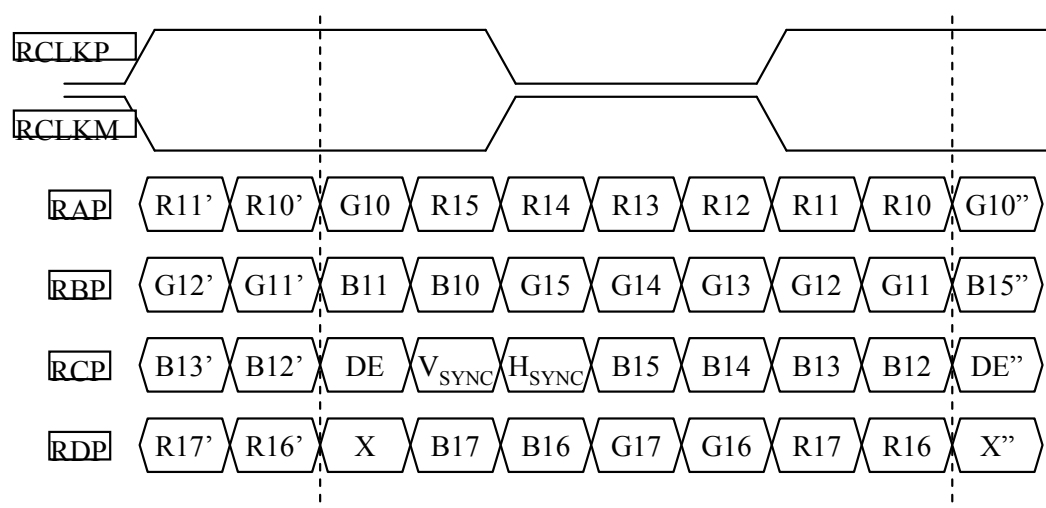 RCLKP
RCLKM
RAP R11’ R10’ G10 R15 R14 R13 R12 R11 R10 G10”
RBP G12’ G11’ B11 B10 G15 G14 G13 G12 G11 B15”
RCP B13’ B12’ DE VSYNC HSYNC B15 B14 B13 B12 DE”
RDP R17’ R16’ X B17 B16 G17 G16 R17 R16 X”